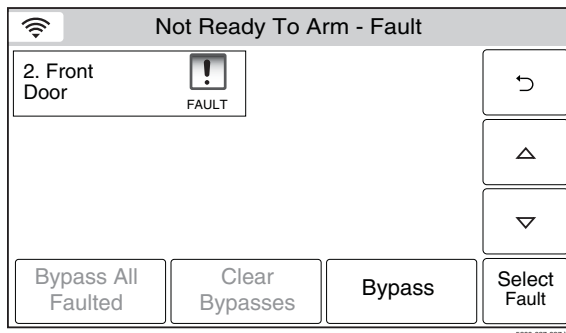 Not Ready To Arm - Fault
2. Front
Door
FAULT
Bypass All
Faulted
Clear
Bypasses
Bypass
Select
Fault